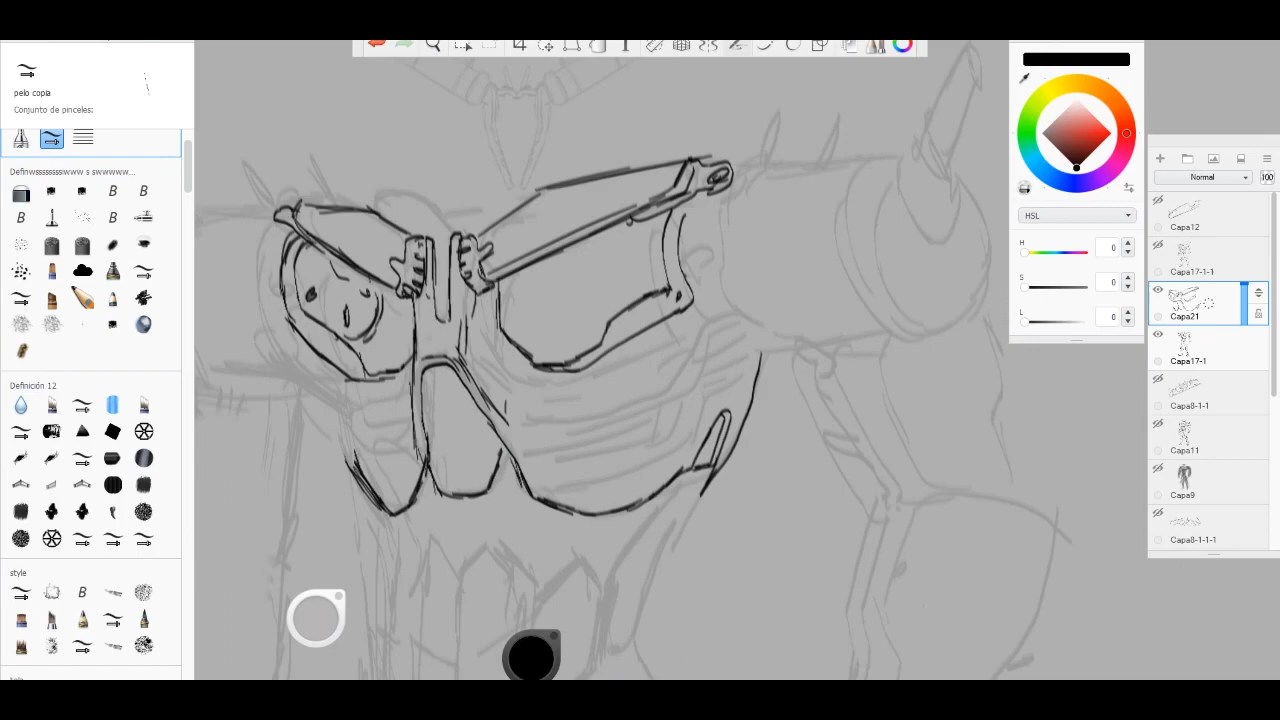 pelo copia
Conjunto de pinceles:
Definwsssssssswww s swwwww...
B B
B B
Definición 12
style
B
HSL
H 0
S 0
L 0
Normal 100
Capa12
Capa17-1-1
Capa21
Capa17-1
Capa8-1-1
Capa11
Capa9
Capa8-1-1-1